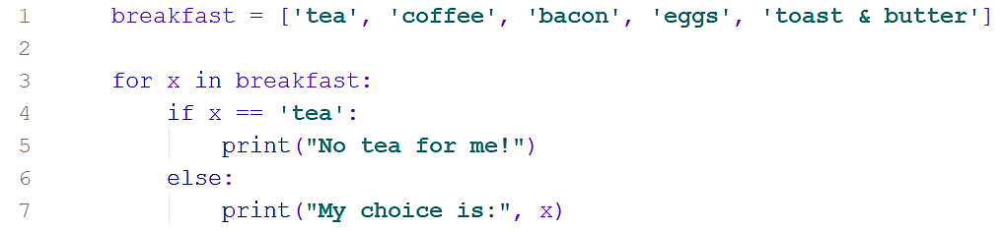 1 breakfast = ['tea', 'coffee', 'bacon', 'eggs', 'toast & butter']
2
3 for x in breakfast:
4     if x == 'tea':
5         print("No tea for me!")
6     else:
7         print("My choice is:", x)